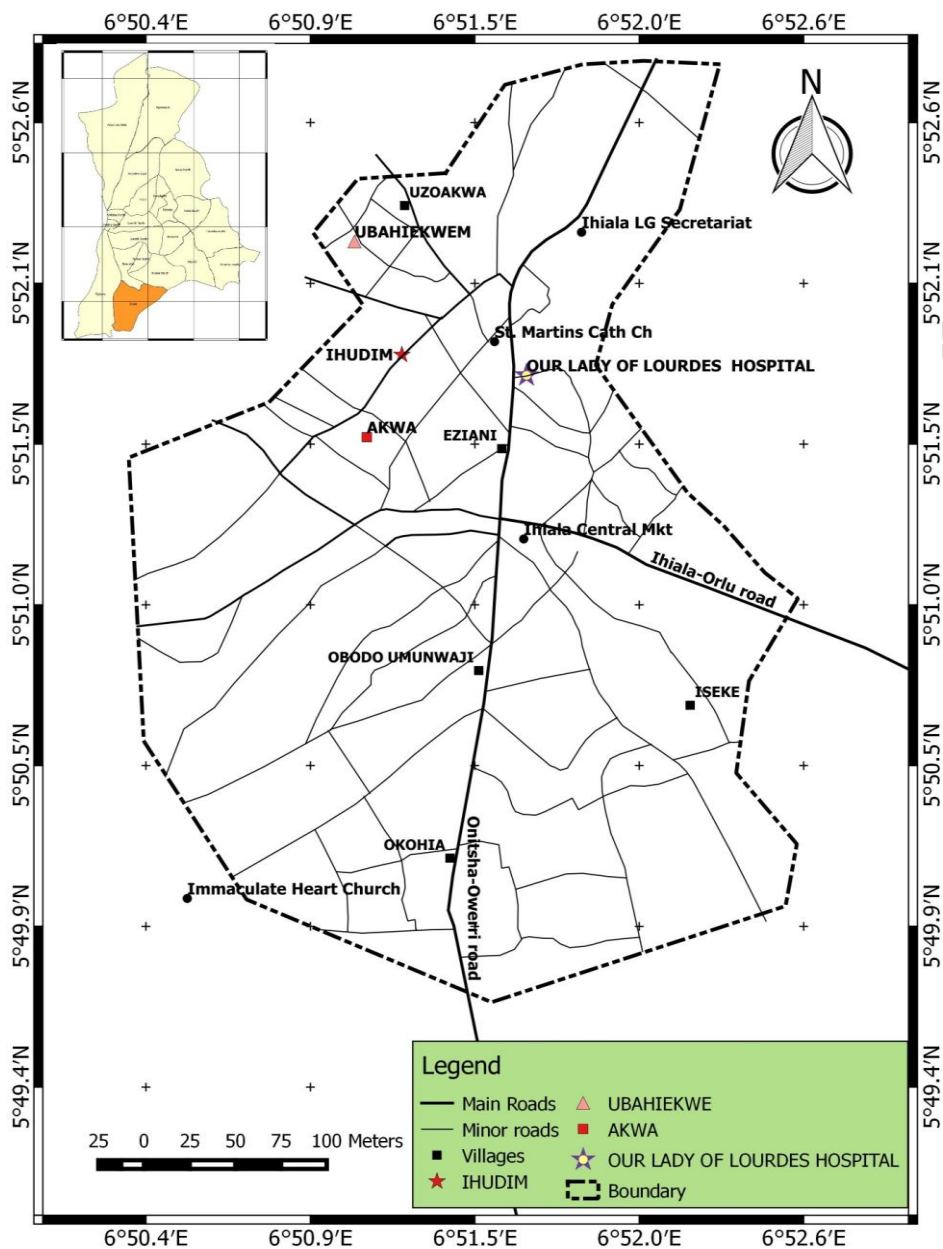 6°50.4'E 6°50.9'E 6°51.5'E 6°52.0'E 6°52.6'E
N
5°52.6'N 5°52.6'N
UZOAKWA
Ihiala LG Secretariat
UBAHIEKWEM
5°52.1'N 5°52.1'N
St. Martins Cath Ch
IHUDIM
OUR LADY OF LOURDES HOSPITAL
AKWA
EZIANI
5°51.5'N 5°51.5'N
Ihiala Central Mkt
Ihiala-Orlu road
5°51.0'N 5°51.0'N
OBODO UMUNWAJI
ISEKE
5°50.5'N 5°50.5'N
OKOHIA
Onitsha-Owerri road
Immaculate Heart Church
5°49.9'N 5°49.9'N
5°49.4'N 5°49.4'N
Legend
Main Roads
Minor roads
Villages
IHUDIM
UBAHIEKWE
AKWA
OUR LADY OF LOURDES HOSPITAL
Boundary
25 0 25 50 75 100 Meters
6°50.4'E 6°50.9'E 6°51.5'E 6°52.0'E 6°52.6'E